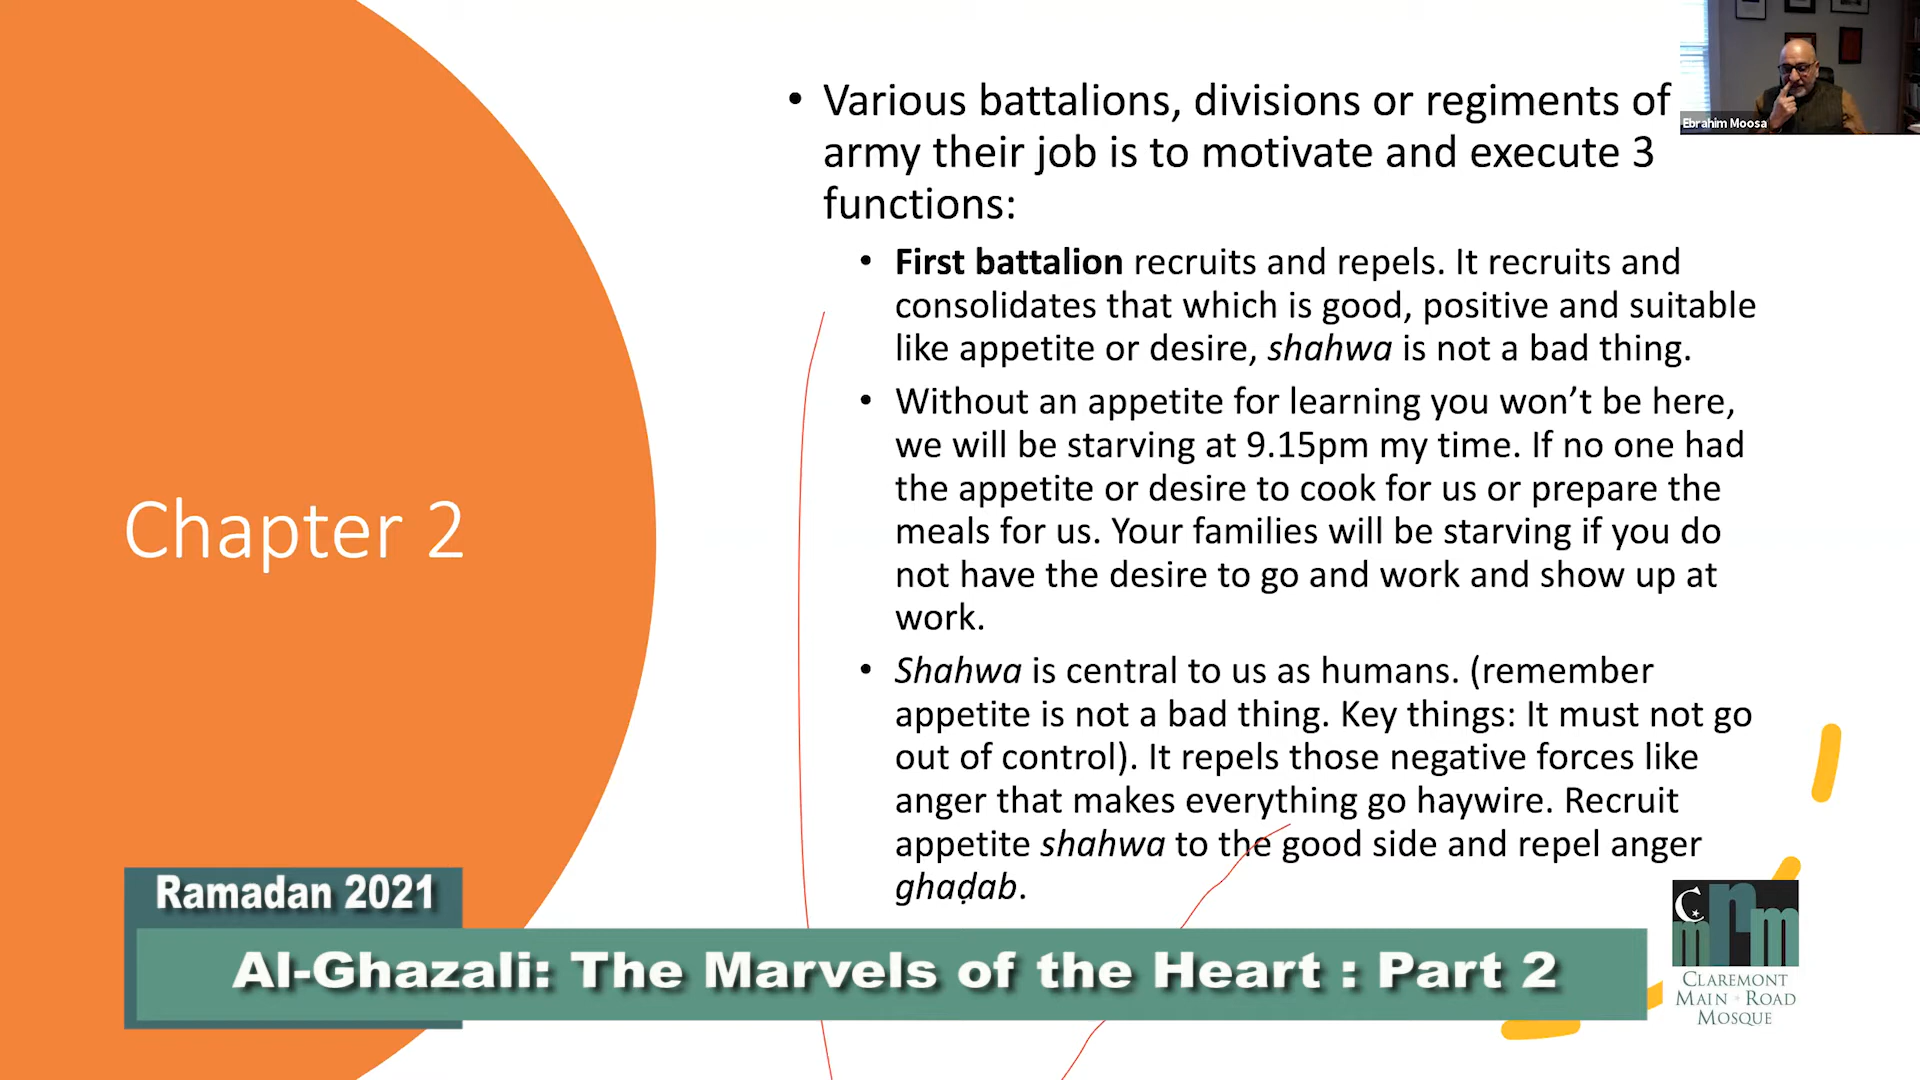 • Various battalions, divisions or regiments of
army their job is to motivate and execute 3
functions:
• First battalion recruits and repels. It recruits and
consolidates that which is good, positive and suitable
like appetite or desire, shahwa is not a bad thing.
• Without an appetite for learning you won’t be here,
we will be starving at 9.15pm my time. If no one had
the appetite or desire to cook for us or prepare the
meals for us. Your families will be starving if you do
not have the desire to go and work and show up at
work.
• Shahwa is central to us as humans. (remember
appetite is not a bad thing. Key things: It must not go
out of control). It repels those negative forces like
anger that makes everything go haywire. Recruit
appetite shahwa to the good side and repel anger
ghaḍab.
Chapter 2
Ebrahim Moosa
Ramadan 2021
Al-Ghazali: The Marvels of the Heart : Part 2
cmrm
CLAREMONT
MAIN ROAD
MOSQUE